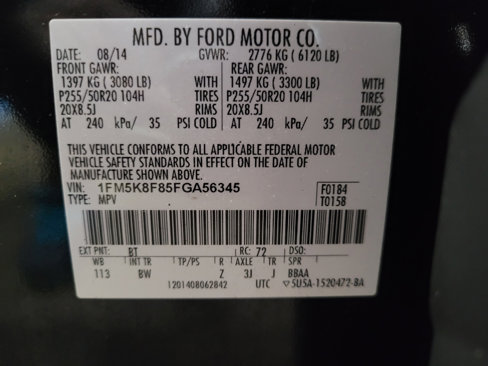 MFD. BY FORD MOTOR CO.
DATE: 08/14 GVWR: 2776 KG ( 6120 LB)
FRONT GAWR: REAR GAWR:
1397 KG ( 3080 LB) WITH 1497 KG ( 3300 LB) WITH
P255/50R20 104H TIRES P255/50R20 104H TIRES
20X8.5J RIMS 20X8.5J RIMS
AT 240 kPa/ 35 PSI COLD AT 240 kPa/ 35 PSI COLD
THIS VEHICLE CONFORMS TO ALL APPLICABLE FEDERAL MOTOR
VEHICLE SAFETY STANDARDS IN EFFECT ON THE DATE OF
MANUFACTURE SHOWN ABOVE.
VIN: 1FM5K8F85FGA56345 F0184
TYPE: MPV T0158
EXT PNT: BT RC: 72 DSO:
WB INT TR TP/PS R AXLE TR SPR
113 BW Z 3J J BBAA
1201408062842 UTC ▽5U5A-1520472-BA